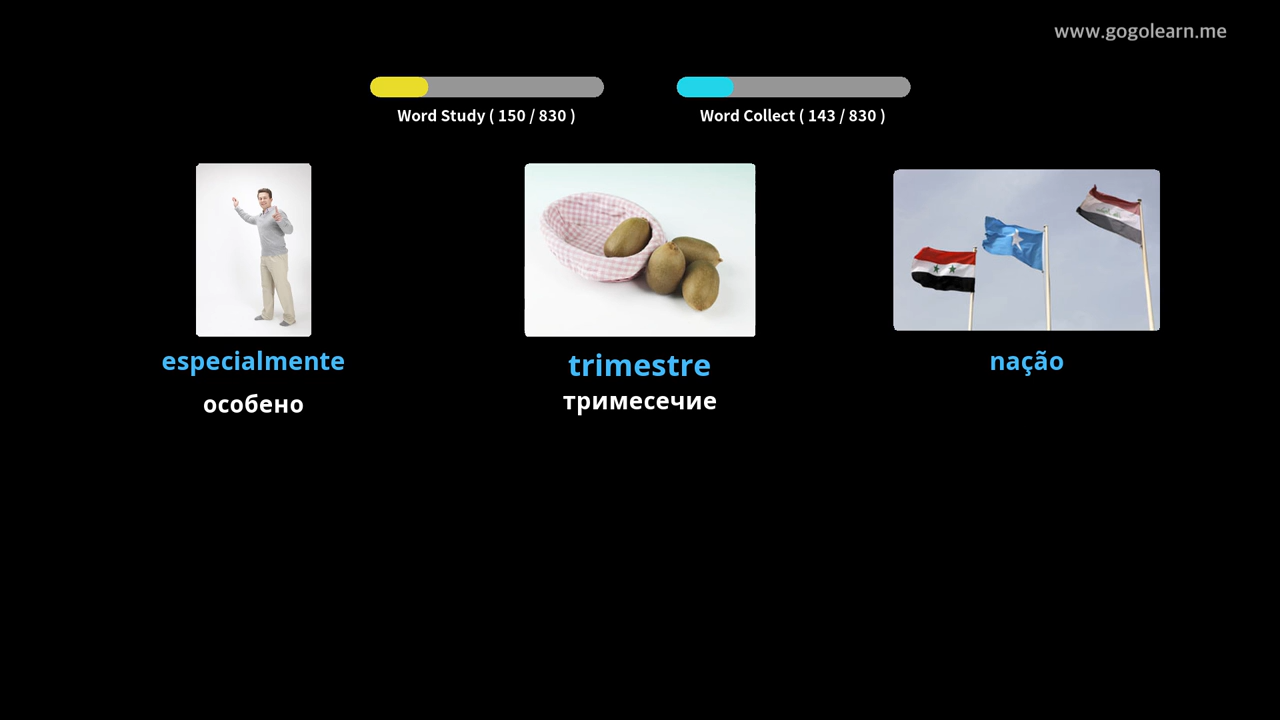 www.gogolearn.me
Word Study ( 150 / 830 )
Word Collect ( 143 / 830 )
especialmente
особено
trimestre
тримесечие
nação